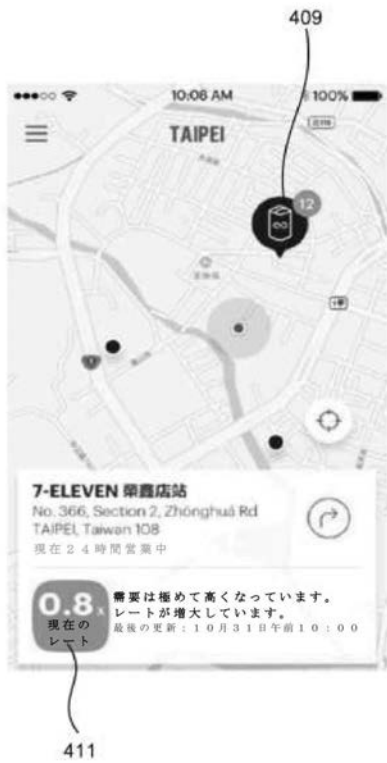 409
10:06 AM
100%
TAIPEI
12
7-ELEVEN 榮鑫店站
No. 366, Section 2, Zhōnghuá Rd
TAIPEI, Taiwan 108
現在24時間営業中
0.8x
現在の
レート
需要は極めて高くなっています。
レートが増大しています。
最後の更新：10月31日午前10：00
411